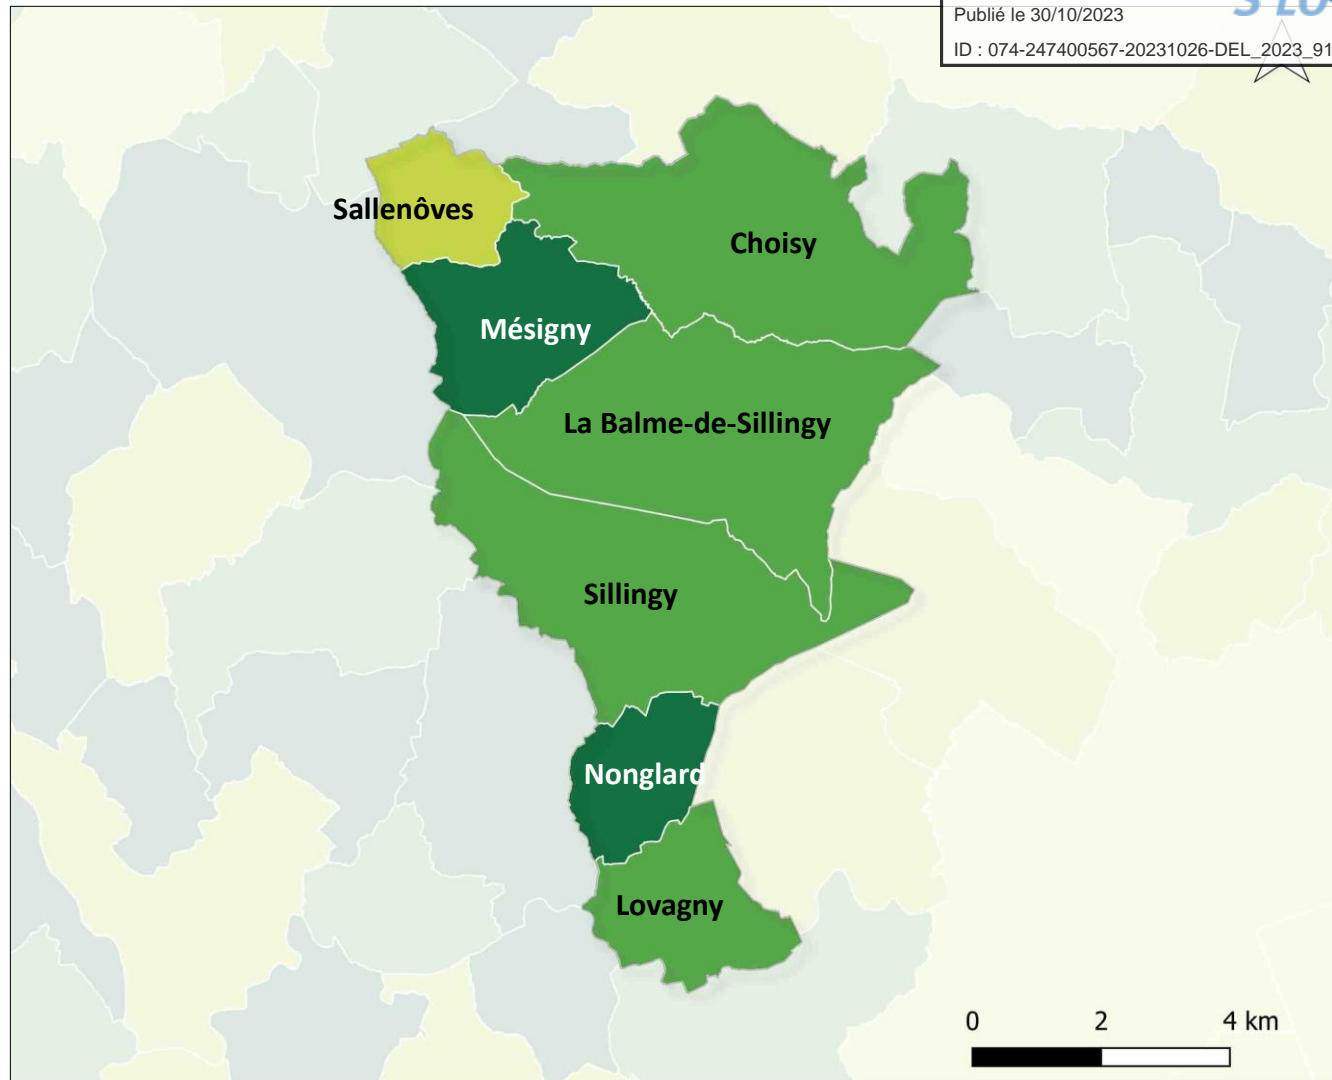 Publié le 30/10/2023
ID : 074-247400567-20231026-DEL_2023_91
Sallenôves
Choisy
Mésigny
La Balme-de-Sillingy
Sillingy
Nonglard
Lovagny
0 2 4 km